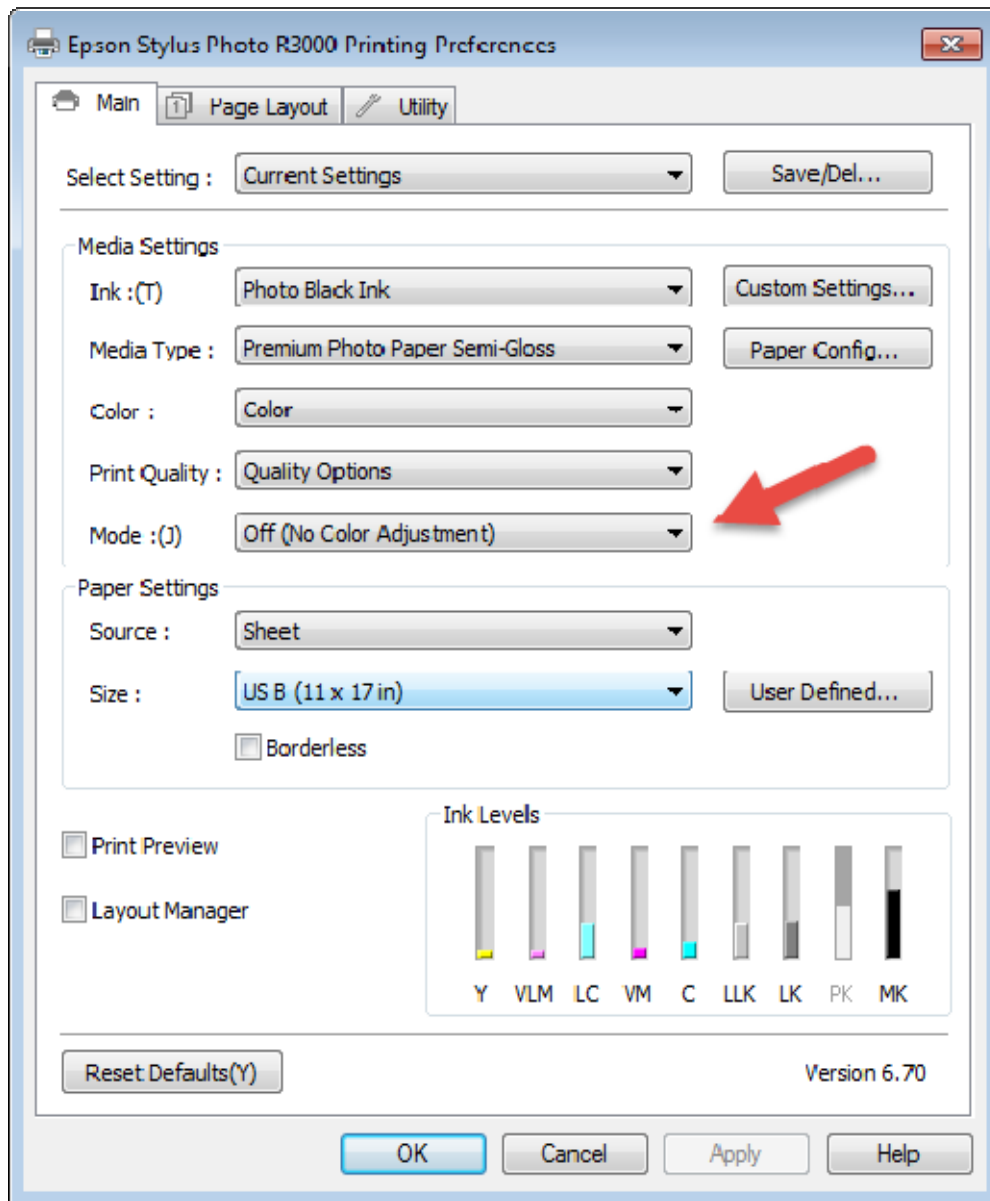 Epson Stylus Photo R3000 Printing Preferences
Main
1 Page Layout
Utility
Select Setting : Current Settings Save/Del...
Media Settings
Ink :(T) Photo Black Ink Custom Settings...
Media Type : Premium Photo Paper Semi-Gloss Paper Config...
Color : Color
Print Quality : Quality Options
Mode :(J) Off (No Color Adjustment)
Paper Settings
Source : Sheet
Size : US B (11 x 17 in) User Defined...
Borderless
Print Preview
Layout Manager
Ink Levels
Y VLM LC VM C LLK LK PK MK
Reset Defaults(Y) Version 6.70
OK Cancel Apply Help